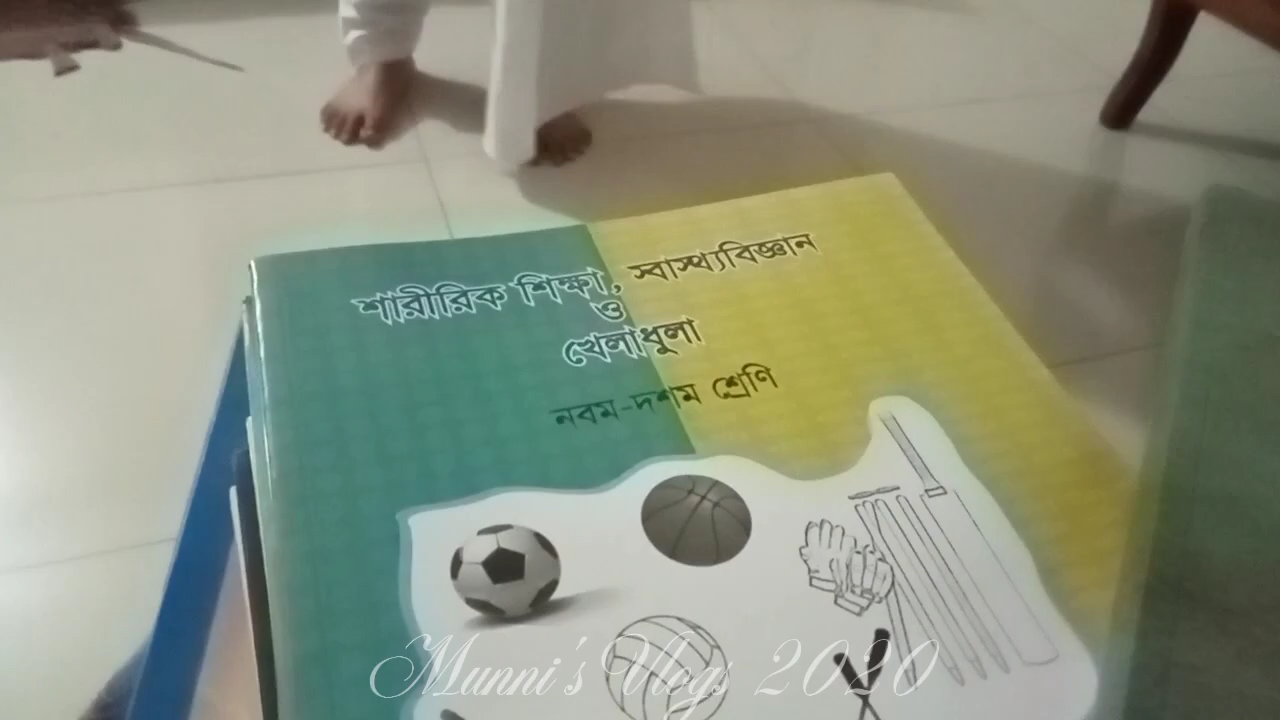 শারীরিক শিক্ষা, স্বাস্থ্যবিজ্ঞান
ও
খেলাধুলা
নবম-দশম শ্রেণি
Munni's Vlogs 2020